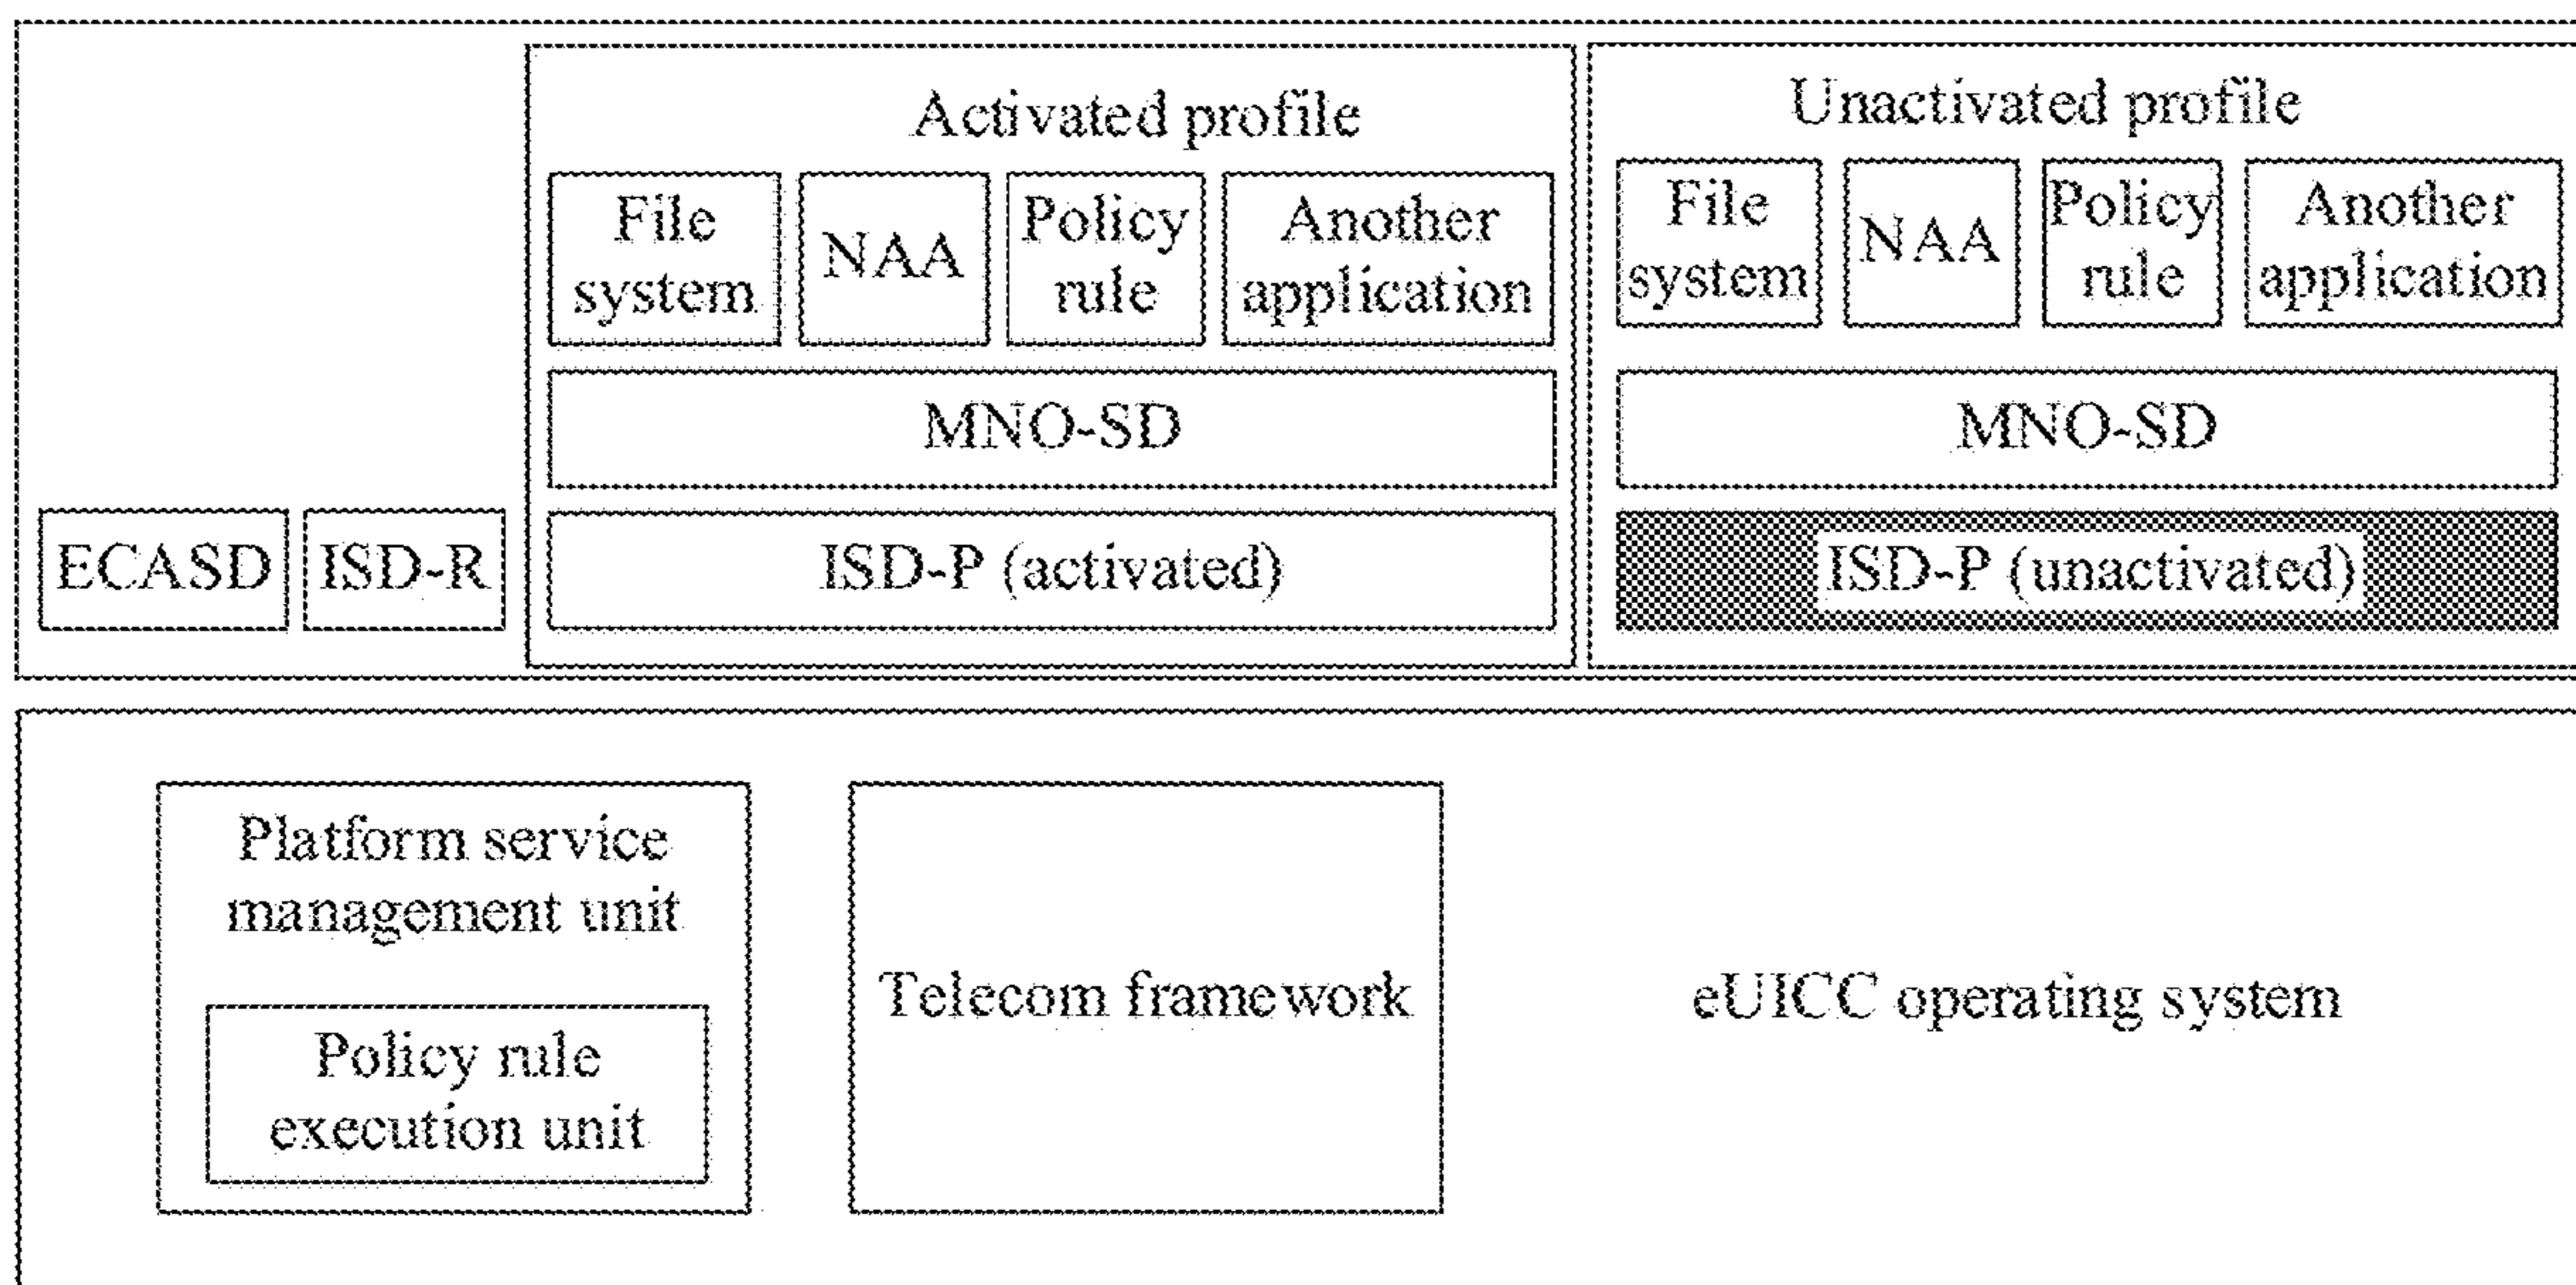 Activated profile
File
system
NAA
Policy
rule
Another
application
MNO-SD
ISD-P (activated)
Unactivated profile
File
system
NAA
Policy
rule
Another
application
MNO-SD
ISD-P (unactivated)
ECASD
ISD-R
Platform service
management unit
Policy rule
execution unit
Telecom framework
eUICC operating system